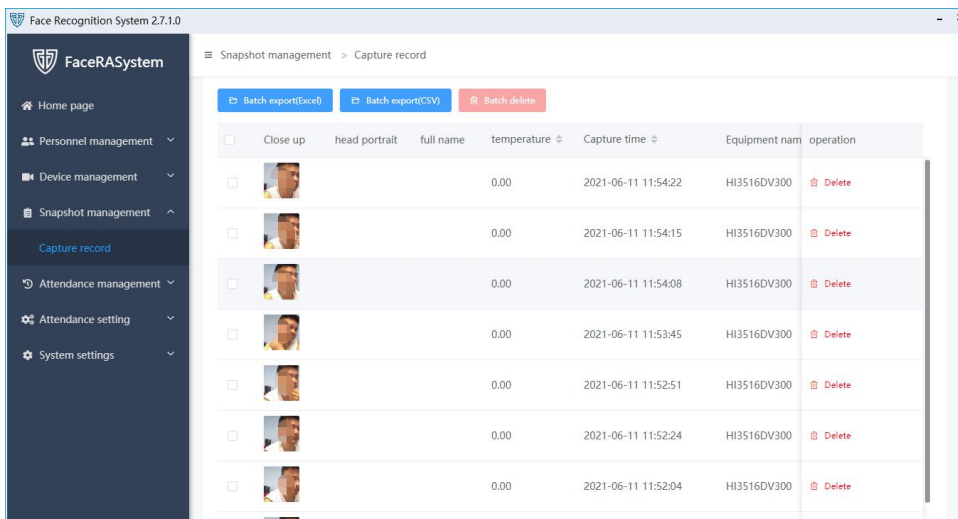 Face Recognition System 2.7.1.0
FaceRASystem
Snapshot management > Capture record
Home page
Personnel management
Device management
Snapshot management
Capture record
Attendance management
Attendance setting
System settings
Batch export(Excel) Batch export(CSV) Batch delete
Close up head portrait full name temperature Capture time Equipment nam operation
0.00 2021-06-11 11:54:22 HI3516DV300 Delete
0.00 2021-06-11 11:54:15 HI3516DV300 Delete
0.00 2021-06-11 11:54:08 HI3516DV300 Delete
0.00 2021-06-11 11:53:45 HI3516DV300 Delete
0.00 2021-06-11 11:52:51 HI3516DV300 Delete
0.00 2021-06-11 11:52:24 HI3516DV300 Delete
0.00 2021-06-11 11:52:04 HI3516DV300 Delete